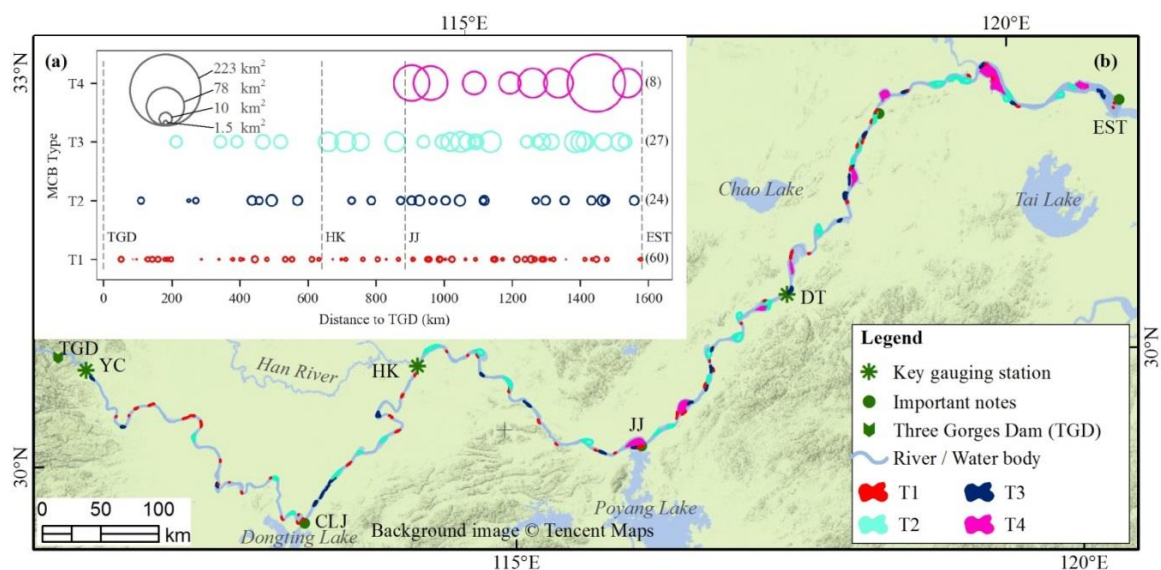 115°E
120°E
33°N
(a)
(b)
223 km²
78 km²
10 km²
1.5 km²
MCB Type
T4
(8)
T3
(27)
T2
(24)
TGD
HK
JJ
EST
T1
(60)
0 200 400 600 800 1000 1200 1400 1600
Distance to TGD (km)
Chao Lake
Tai Lake
EST
DT
30°N
TGD
YC
Han River
HK
JJ
30°N
CLJ
Dongting Lake
Poyang Lake
Background image © Tencent Maps
0 50 100
km
Legend
Key gauging station
Important notes
Three Gorges Dam (TGD)
River / Water body
T1 T3
T2 T4
115°E
120°E